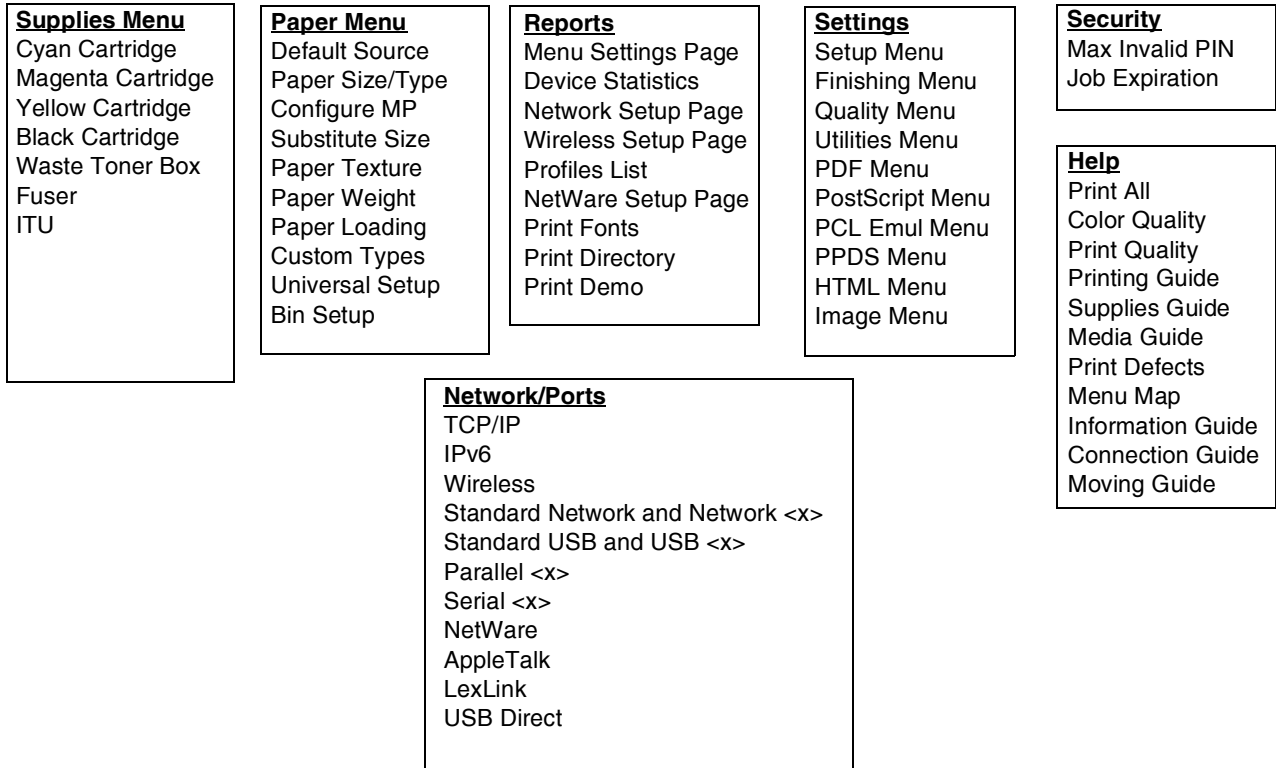 Supplies Menu
Cyan Cartridge
Magenta Cartridge
Yellow Cartridge
Black Cartridge
Waste Toner Box
Fuser
ITU
Paper Menu
Default Source
Paper Size/Type
Configure MP
Substitute Size
Paper Texture
Paper Weight
Paper Loading
Custom Types
Universal Setup
Bin Setup
Reports
Menu Settings Page
Device Statistics
Network Setup Page
Wireless Setup Page
Profiles List
NetWare Setup Page
Print Fonts
Print Directory
Print Demo
Settings
Setup Menu
Finishing Menu
Quality Menu
Utilities Menu
PDF Menu
PostScript Menu
PCL Emul Menu
PPDS Menu
HTML Menu
Image Menu
Security
Max Invalid PIN
Job Expiration
Help
Print All
Color Quality
Print Quality
Printing Guide
Supplies Guide
Media Guide
Print Defects
Menu Map
Information Guide
Connection Guide
Moving Guide
Network/Ports
TCP/IP
IPv6
Wireless
Standard Network and Network <x>
Standard USB and USB <x>
Parallel <x>
Serial <x>
NetWare
AppleTalk
LexLink
USB Direct